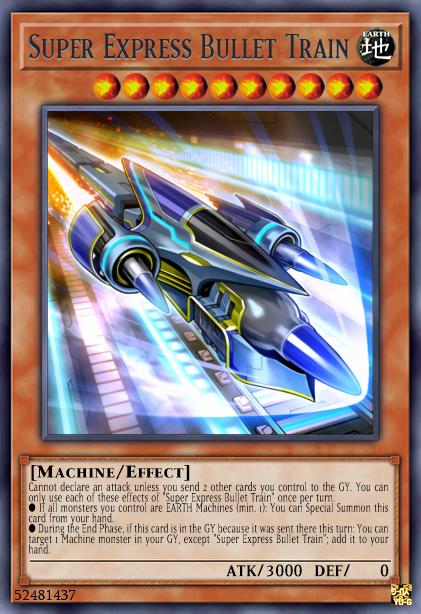 SUPER EXPRESS BULLET TRAIN
EARTH
地
[MACHINE/EFFECT]
Cannot declare an attack unless you send 2 other cards you control to the GY. You can
only use each of these effects of "Super Express Bullet Train" once per turn.
● If all monsters you control are EARTH Machines (min. 1): You can Special Summon this
card from your hand.
● During the End Phase, if this card is in the GY because it was sent there this turn: You can
target 1 Machine monster in your GY, except "Super Express Bullet Train"; add it to your
hand.
ATK/3000 DEF/ 0
52481437